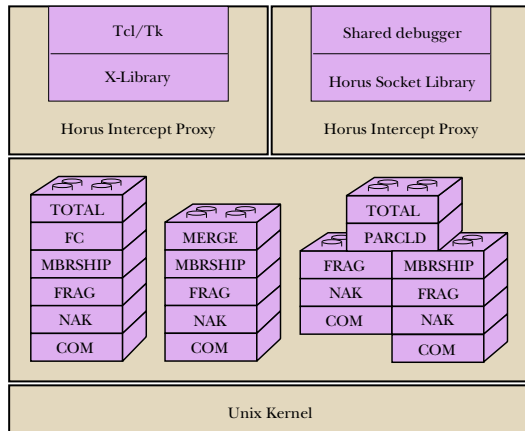 Tcl/Tk
X-Library
Horus Intercept Proxy
Shared debugger
Horus Socket Library
Horus Intercept Proxy
TOTAL
FC
MBRSHIP
FRAG
NAK
COM
MERGE
MBRSHIP
FRAG
NAK
COM
TOTAL
PARCLD
FRAG
NAK
COM
MBRSHIP
FRAG
NAK
COM
Unix Kernel